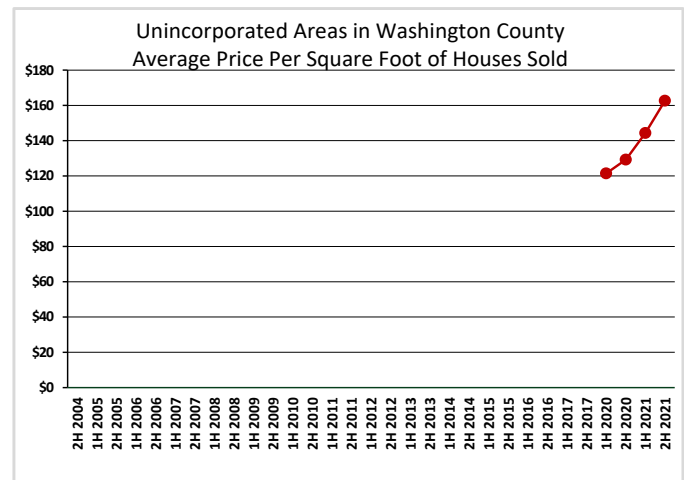 Unincorporated Areas in Washington County
Average Price Per Square Foot of Houses Sold
$180
$160
$140
$120
$100
$80
$60
$40
$20
$0
2H 2004
1H 2005
2H 2005
1H 2006
2H 2006
1H 2007
2H 2007
2H 2008
2H 2008
1H 2009
2H 2009
1H 2010
2H 2010
1H 2011
2H 2011
1H 2012
2H 2012
1H 2013
2H 2013
1H 2014
2H 2014
1H 2015
2H 2015
1H 2016
2H 2016
1H 2017
2H 2017
1H 2020
2H 2020
1H 2021
2H 2021